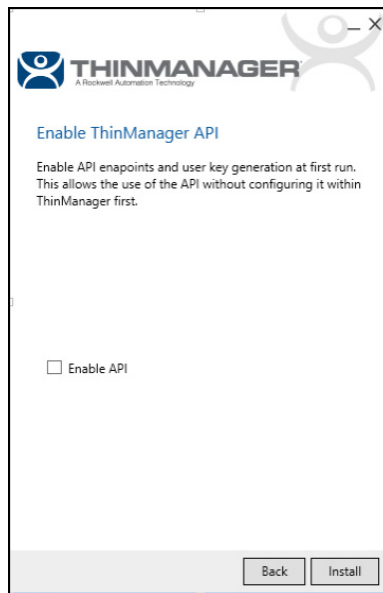 THINMANAGER
A Rockwell Automation Technology
Enable ThinManager API
Enable API enapoints and user key generation at first run.
This allows the use of the API without configuring it within
ThinManager first.
Enable API
Back
Install